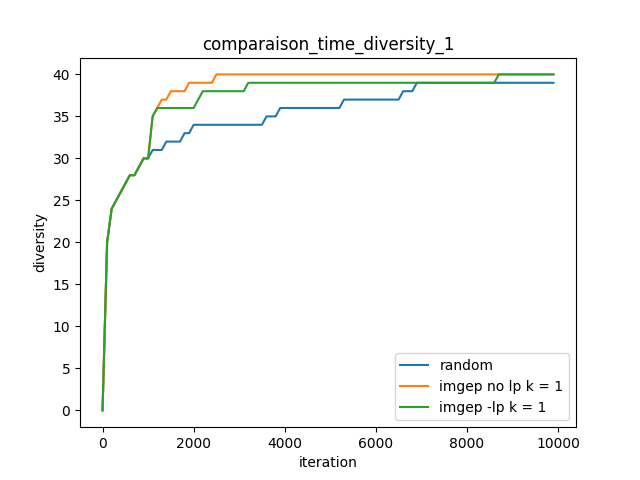 comparaison_time_diversity_1
diversity
40
35
30
25
20
15
10
5
0
random
imgep no lp k = 1
imgep -lp k = 1
0 2000 4000 6000 8000 10000
iteration